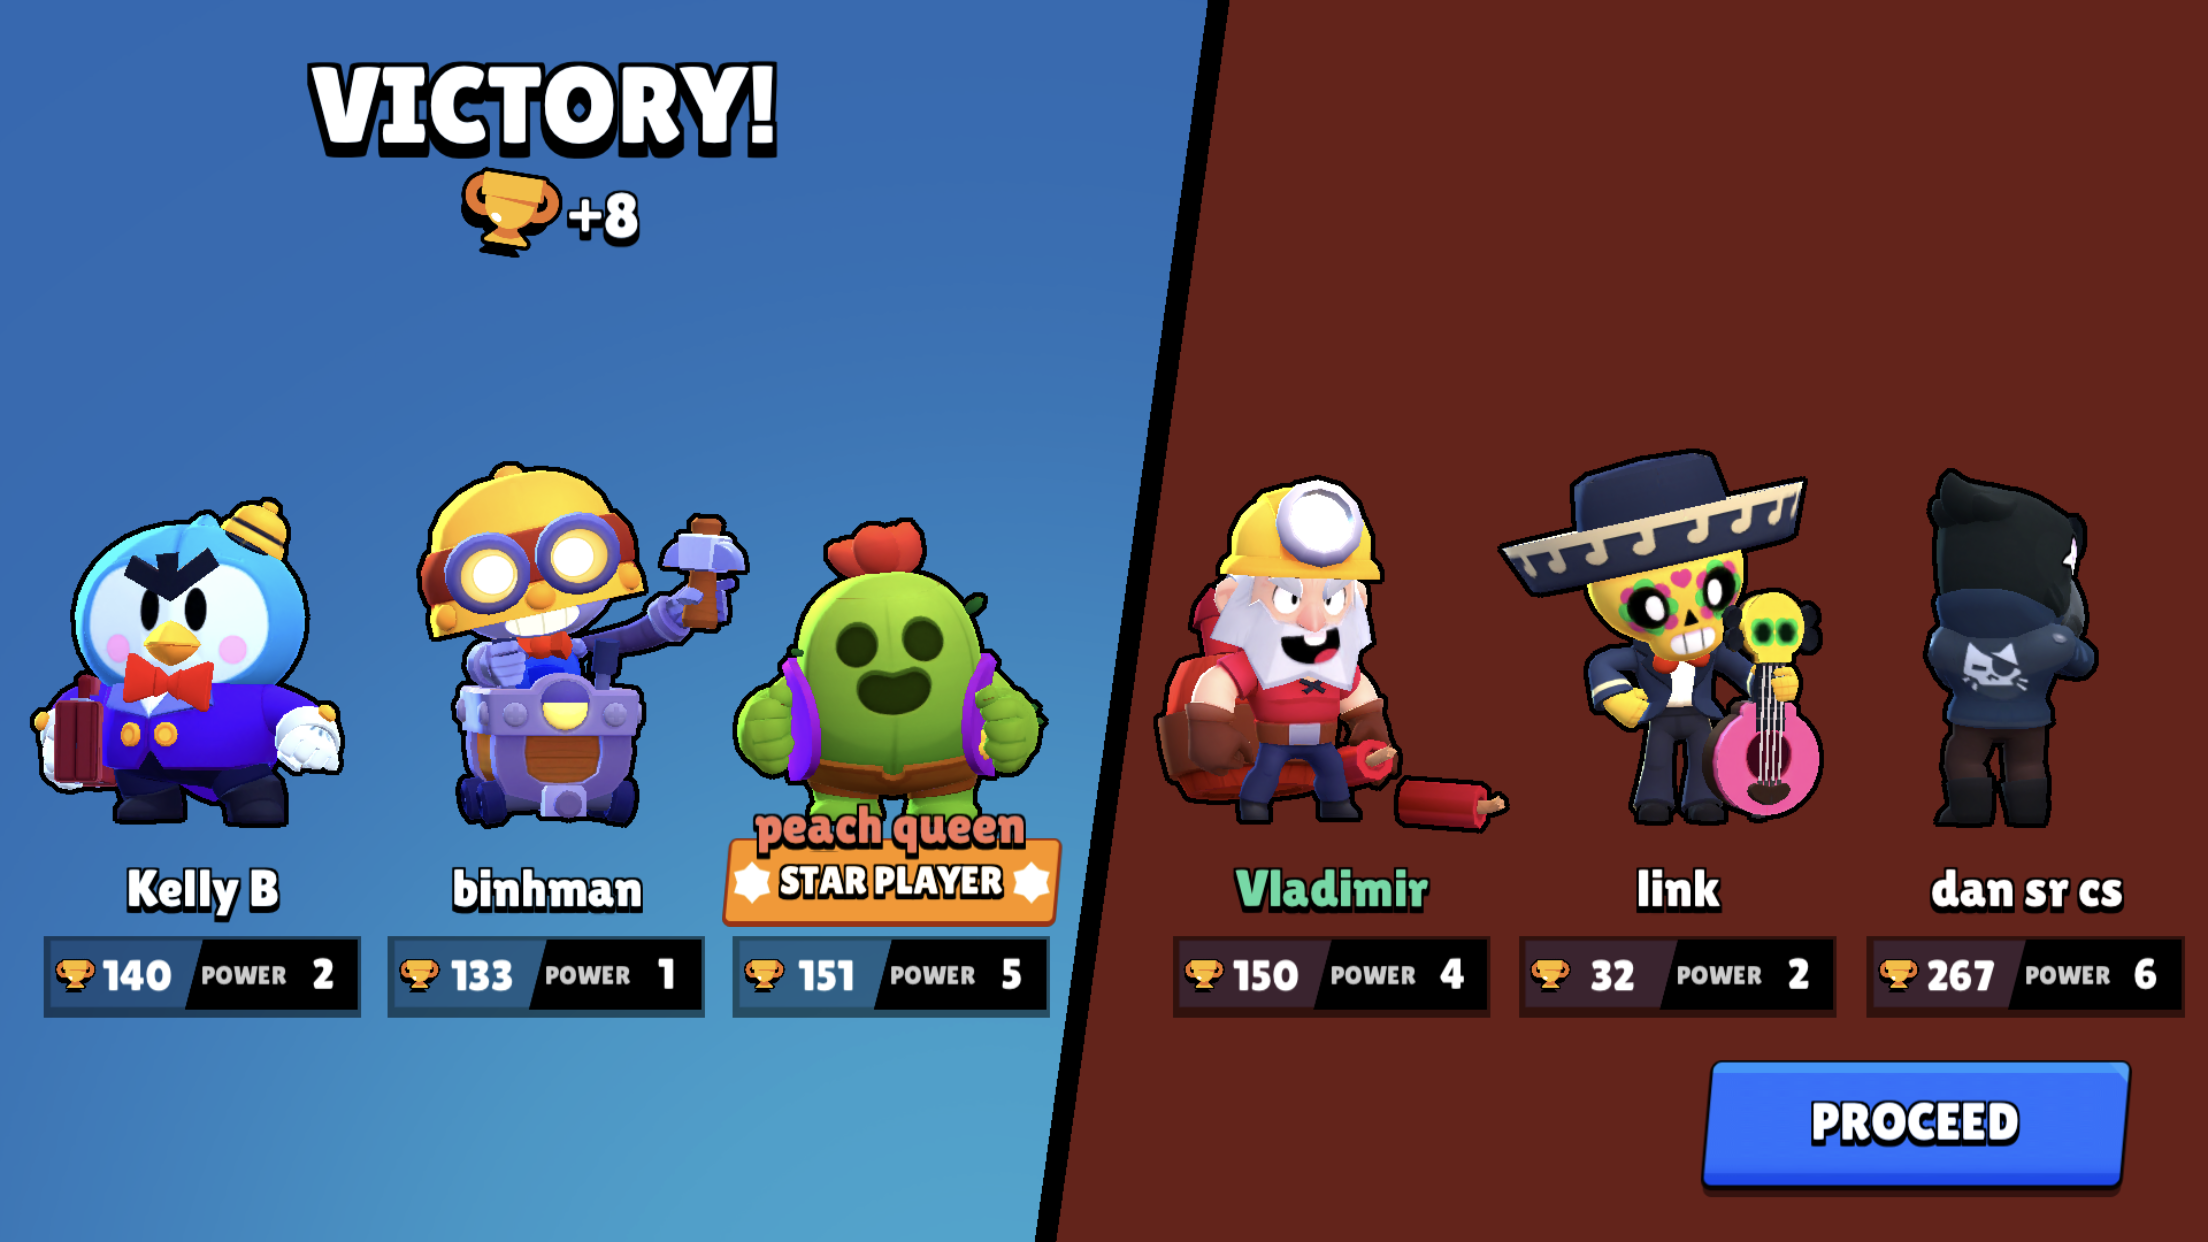 VICTORY!
+8
Kelly B
binhman
peach queen
STAR PLAYER
Vladimir
link
dan sr cs
140 POWER 2
133 POWER 1
151 POWER 5
150 POWER 4
32 POWER 2
267 POWER 6
PROCEED